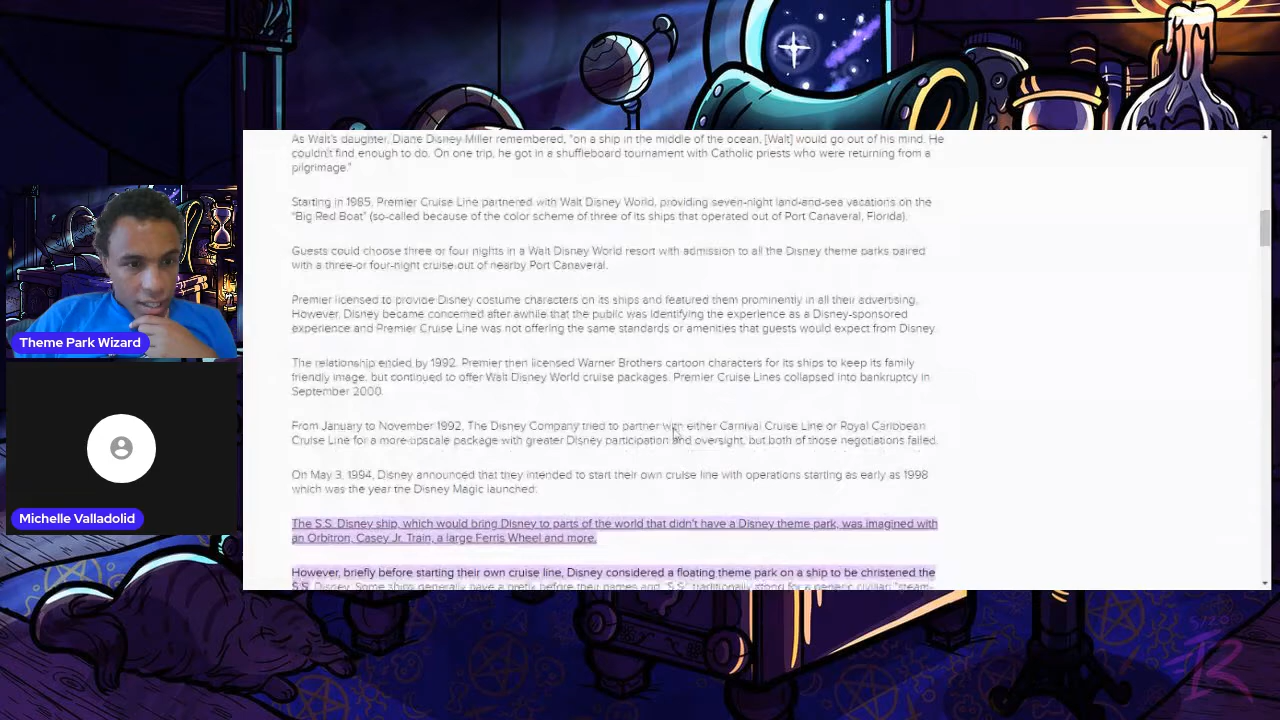 As Walt's daughter, Diane Disney Miller remembered, "on a ship in the middle of the ocean, [Walt] would go out of his mind. He
couldn't find enough to do. On one trip, he got in a shuffleboard tournament with Catholic priests who were returning from a
pilgrimage."
Starting in 1985, Premier Cruise Line partnered with Walt Disney World, providing seven-night land-and-sea vacations on the
"Big Red Boat" (so-called because of the color scheme of three of its ships that operated out of Port Canaveral, Florida).
Guests could choose three or four nights in a Walt Disney World resort with admission to all the Disney theme parks paired
with a three-or four-night cruise out of nearby Port Canaveral.
Premier licensed to provide Disney costume characters on its ships and featured them prominently in all their advertising.
However, Disney became concerned after awhile that the public was identifying the experience as a Disney-sponsored
experience and Premier Cruise Line was not offering the same standards or amenities that guests would expect from Disney.
The relationship ended by 1992. Premier then licensed Warner Brothers cartoon characters for its ships to keep its family
friendly image, but continued to offer Walt Disney World cruise packages. Premier Cruise Lines collapsed into bankruptcy in
September 2000.
From January to November 1992, The Disney Company tried to partner with either Carnival Cruise Line or Royal Caribbean
Cruise Line for a more upscale package with greater Disney participation and oversight, but both of those negotiations failed.
On May 3, 1994, Disney announced that they intended to start their own cruise line with operations starting as early as 1998
which was the year the Disney Magic launched.
The S.S. Disney ship, which would bring Disney to parts of the world that didn't have a Disney theme park, was imagined with
an Orbitron, Casey Jr. Train, a large Ferris Wheel and more.
However, briefly before starting their own cruise line, Disney considered a floating theme park on a ship to be christened the
S.S. Disney. Some ships generally have a prefix before their names and "S.S." traditionally stood for a generic civilian "steam-
Theme Park Wizard
Michelle Valladolid